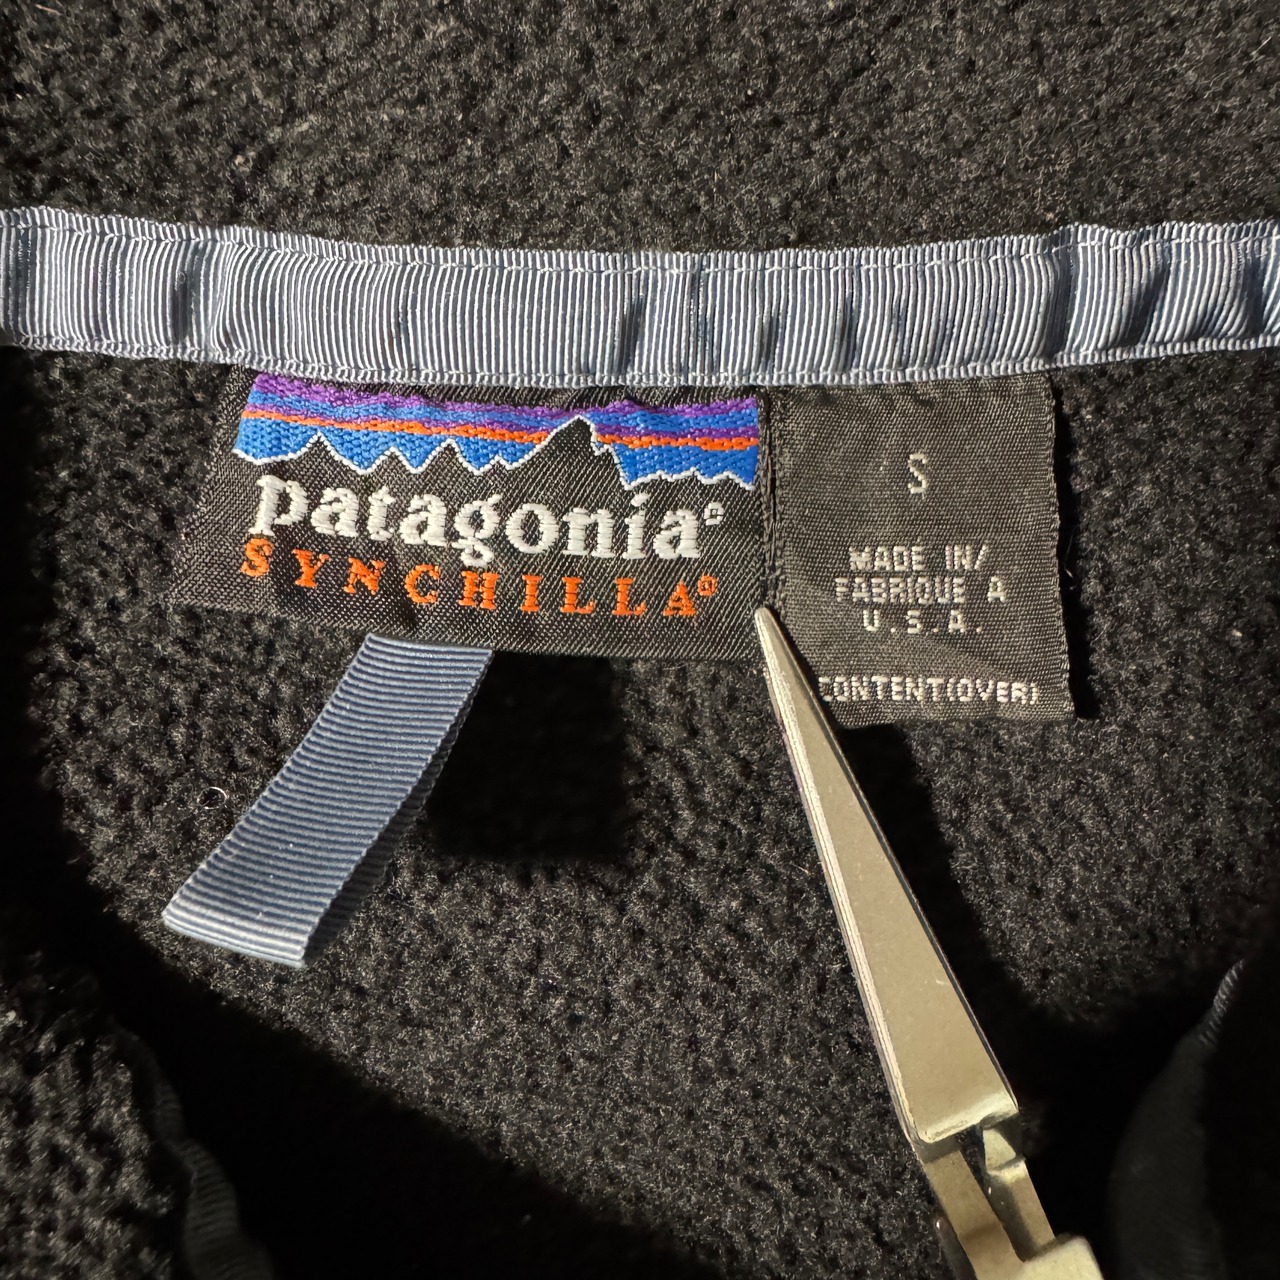 patagonia®
SYNCHILLA®
S
MADE IN/
FABRIQUE A
U.S.A.
CONTENT(OVER)